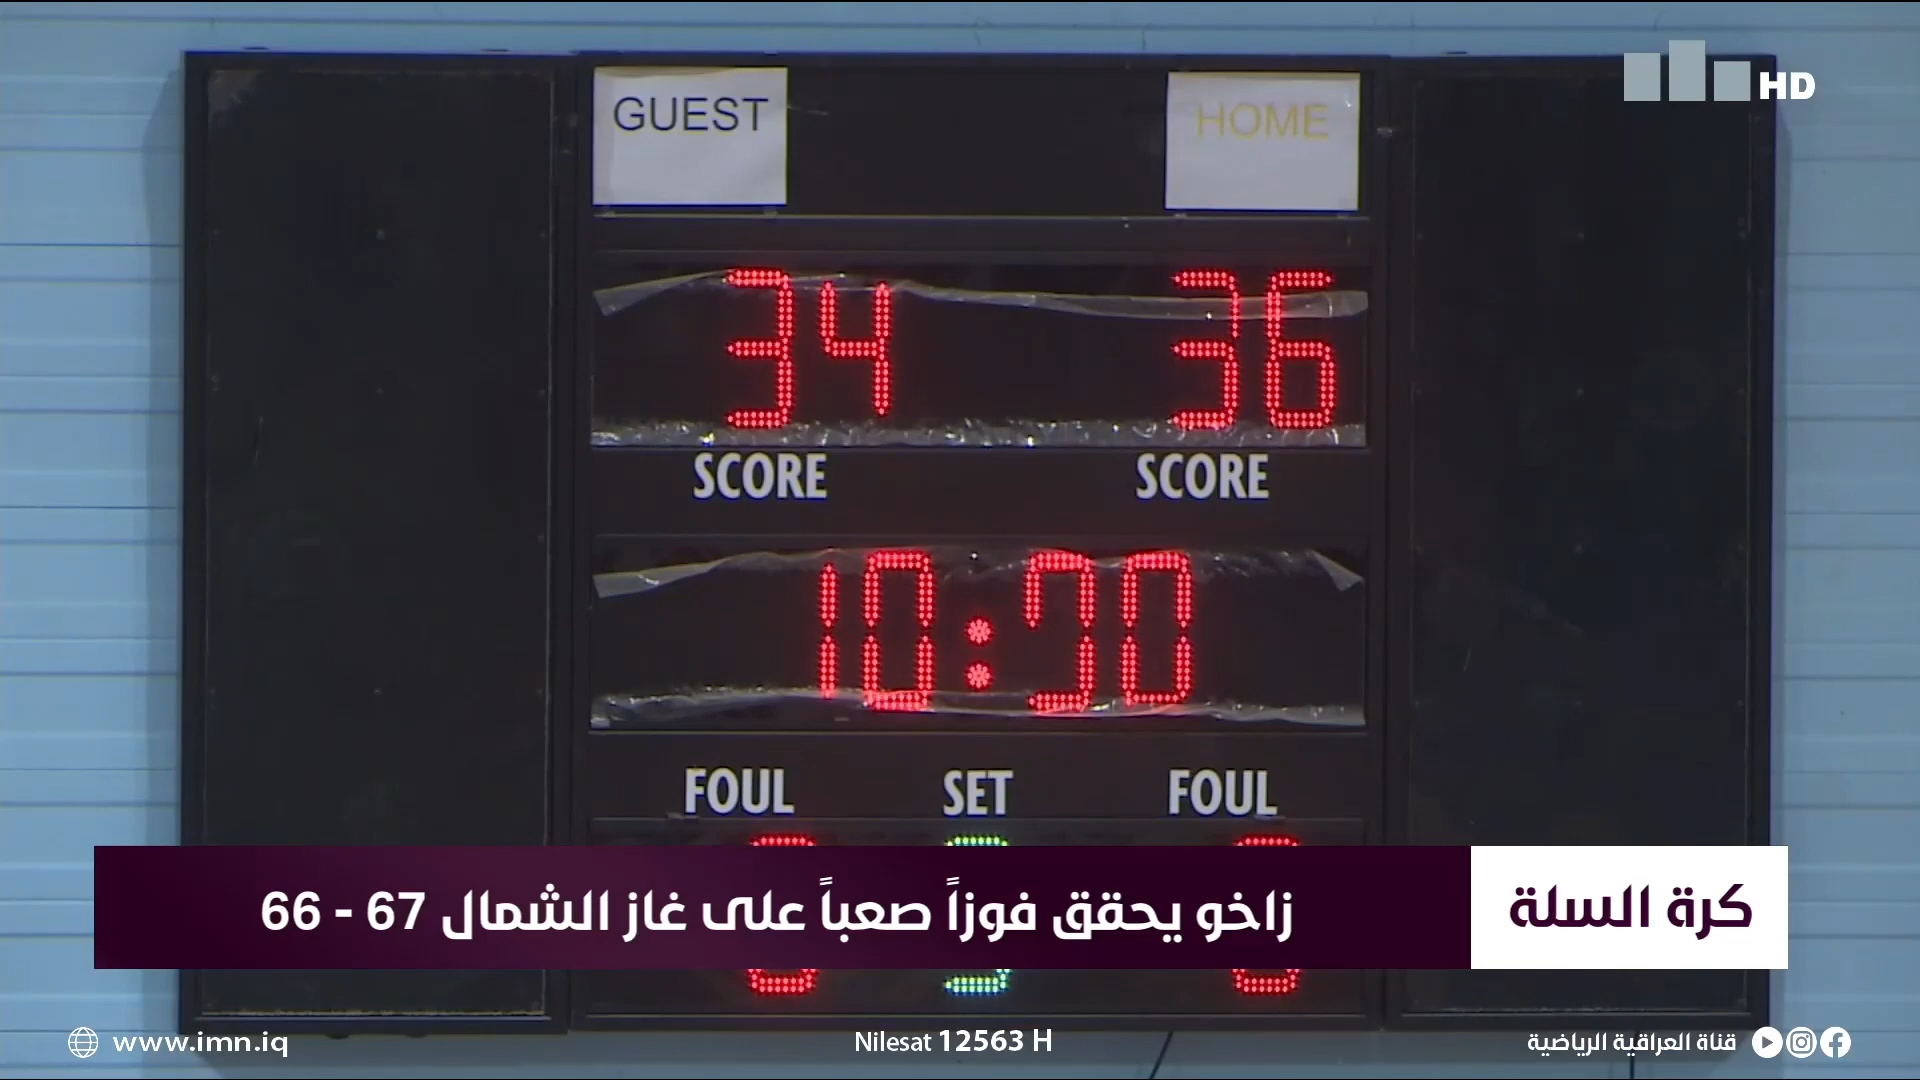 HD
GUEST HOME
34 36
SCORE SCORE
10:00
FOUL SET FOUL
كرة السلة
زاخو يحقق فوزاً صعباً على غاز الشمال 67 - 66
www.imn.iq
Nilesat 12563 H
قناة العراقية الرياضية